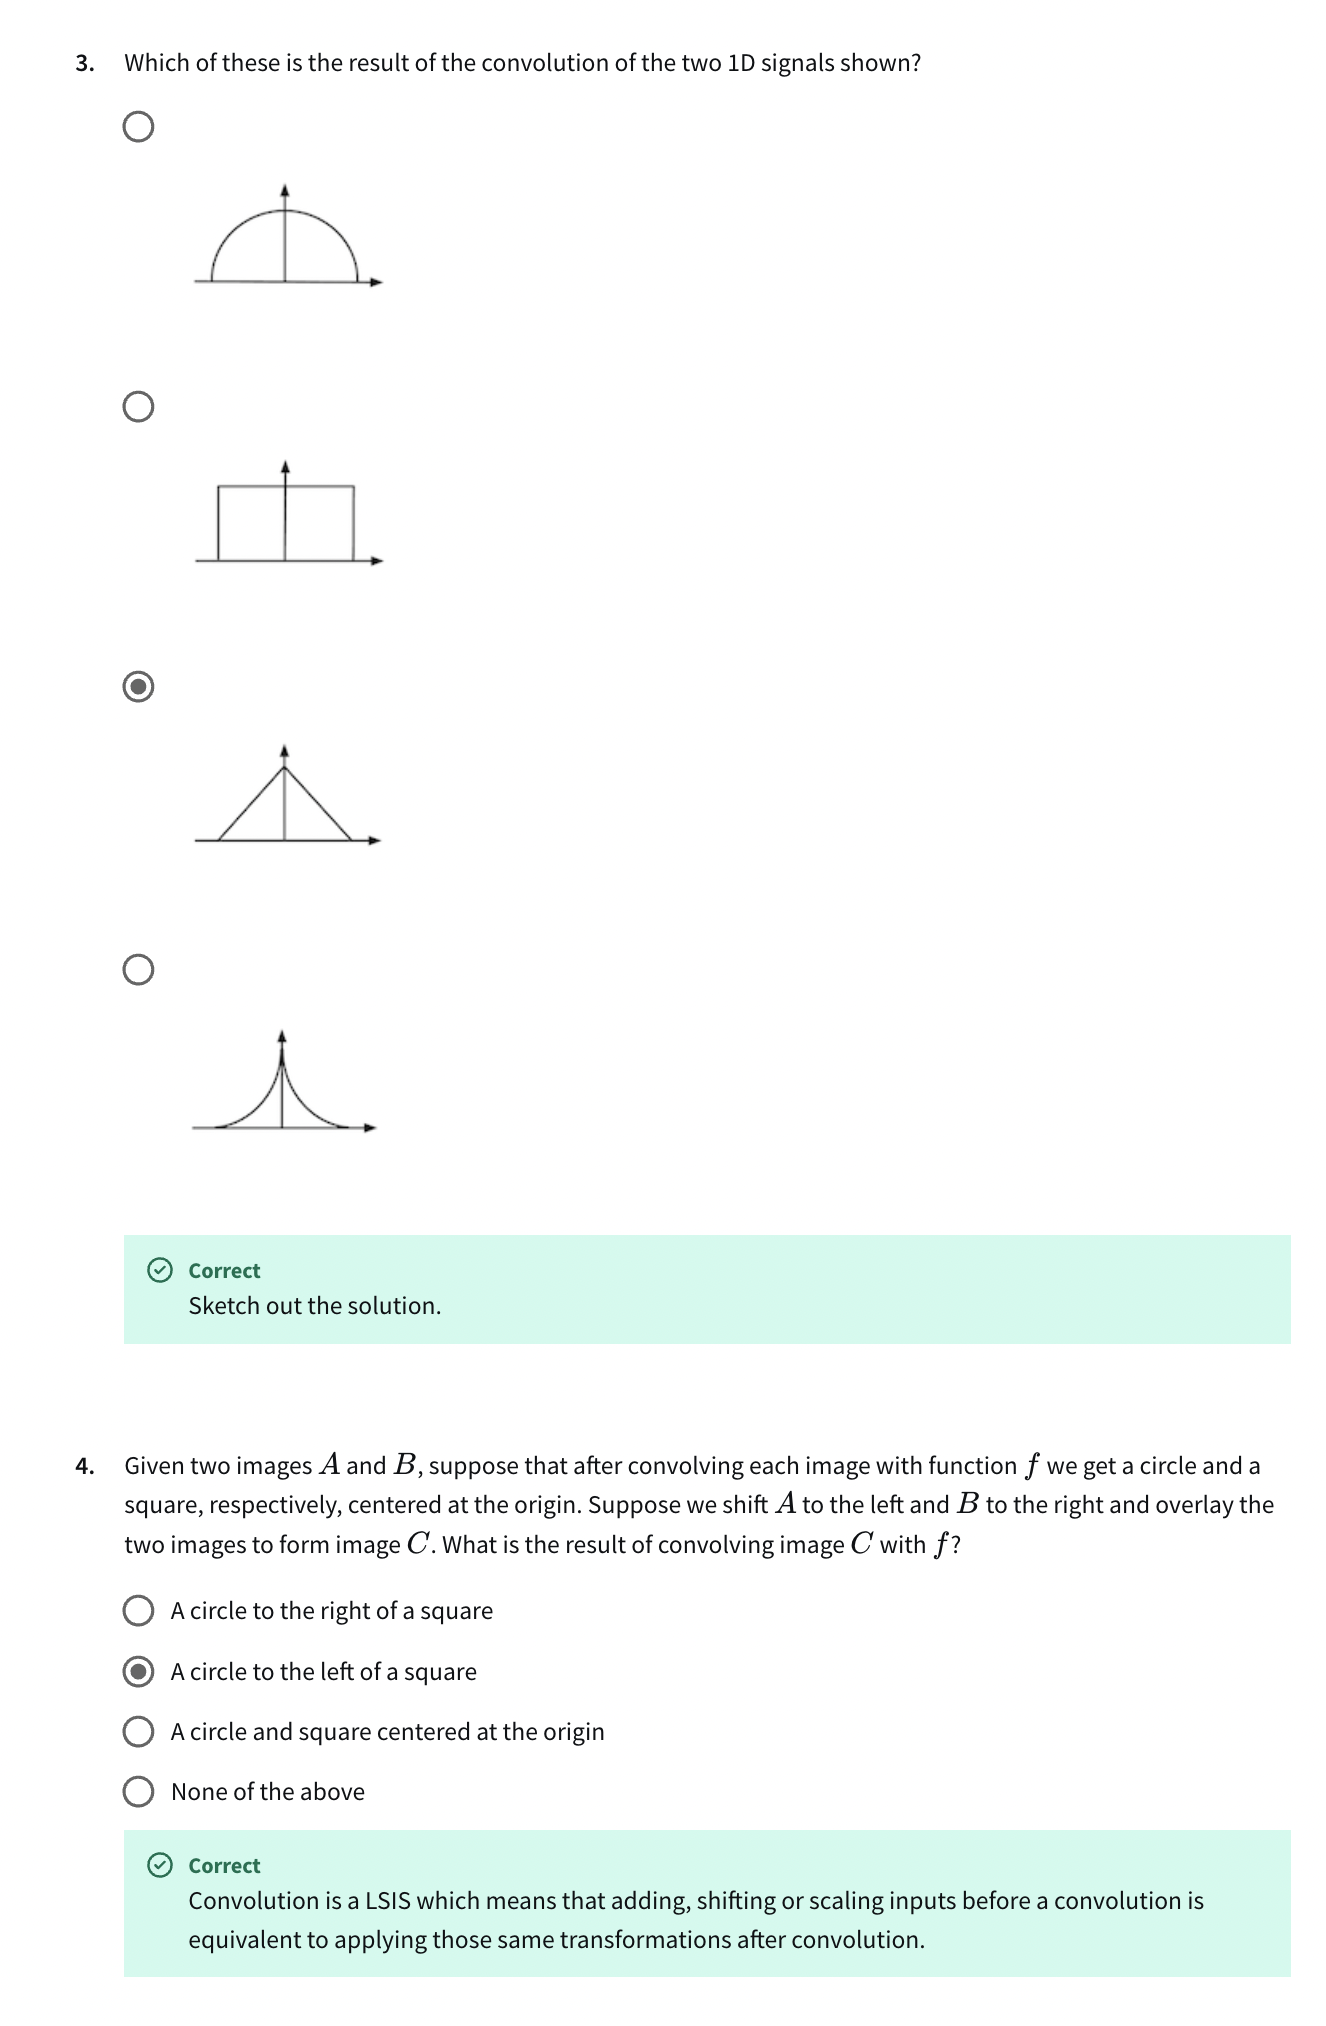 3. Which of these is the result of the convolution of the two 1D signals shown?
Correct
Sketch out the solution.
4. Given two images A and B, suppose that after convolving each image with function f we get a circle and a
square, respectively, centered at the origin. Suppose we shift A to the left and B to the right and overlay the
two images to form image C. What is the result of convolving image C with f?
A circle to the right of a square
A circle to the left of a square
A circle and square centered at the origin
None of the above
Correct
Convolution is a LSIS which means that adding, shifting or scaling inputs before a convolution is
equivalent to applying those same transformations after convolution.